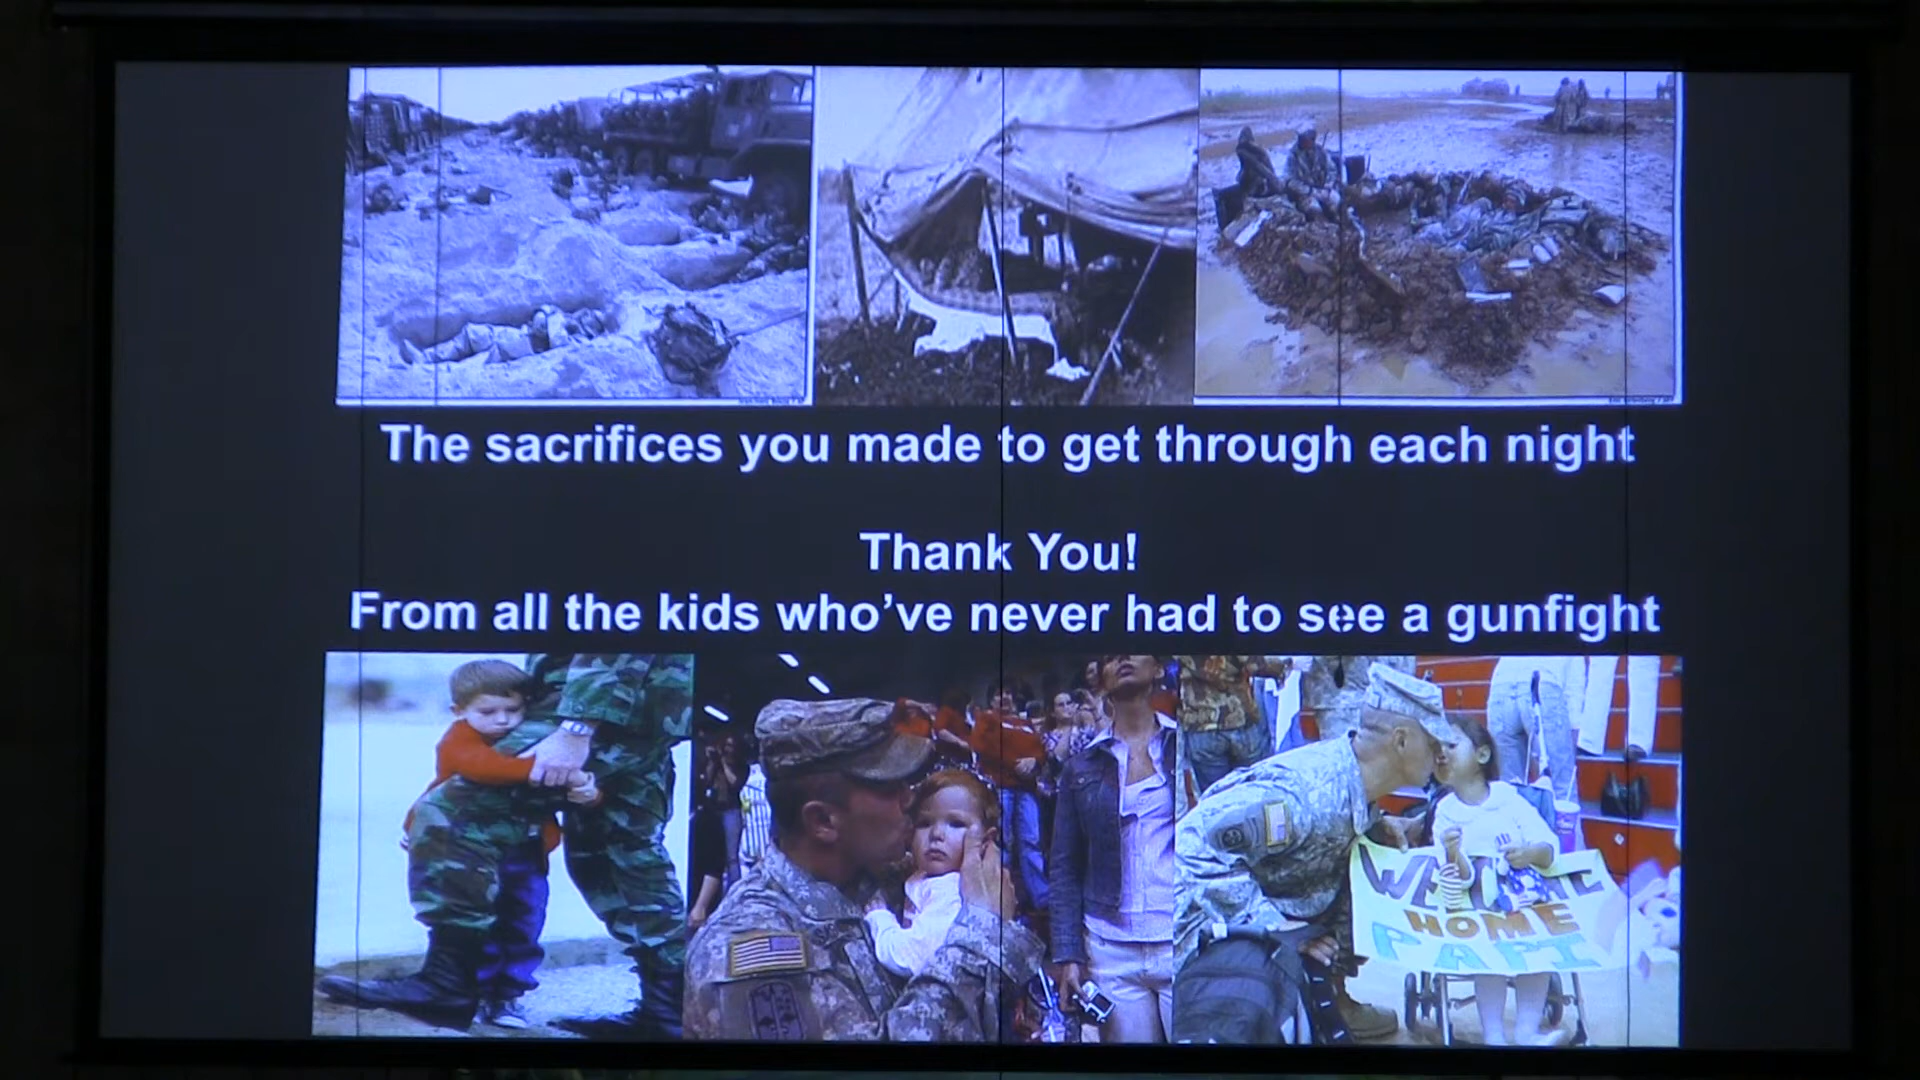 The sacrifices you made to get through each night
Thank You!
From all the kids who've never had to see a gunfight
WELCOME
HOME
PAPI